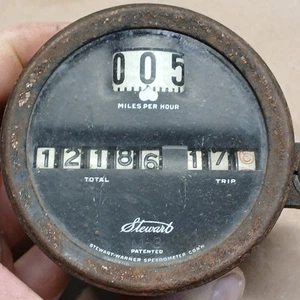 005
MILES PER HOUR
12186 17
TOTAL TRIP
Stewart
PATENTED
STEWART-WARNER SPEEDOMETER CORP'N